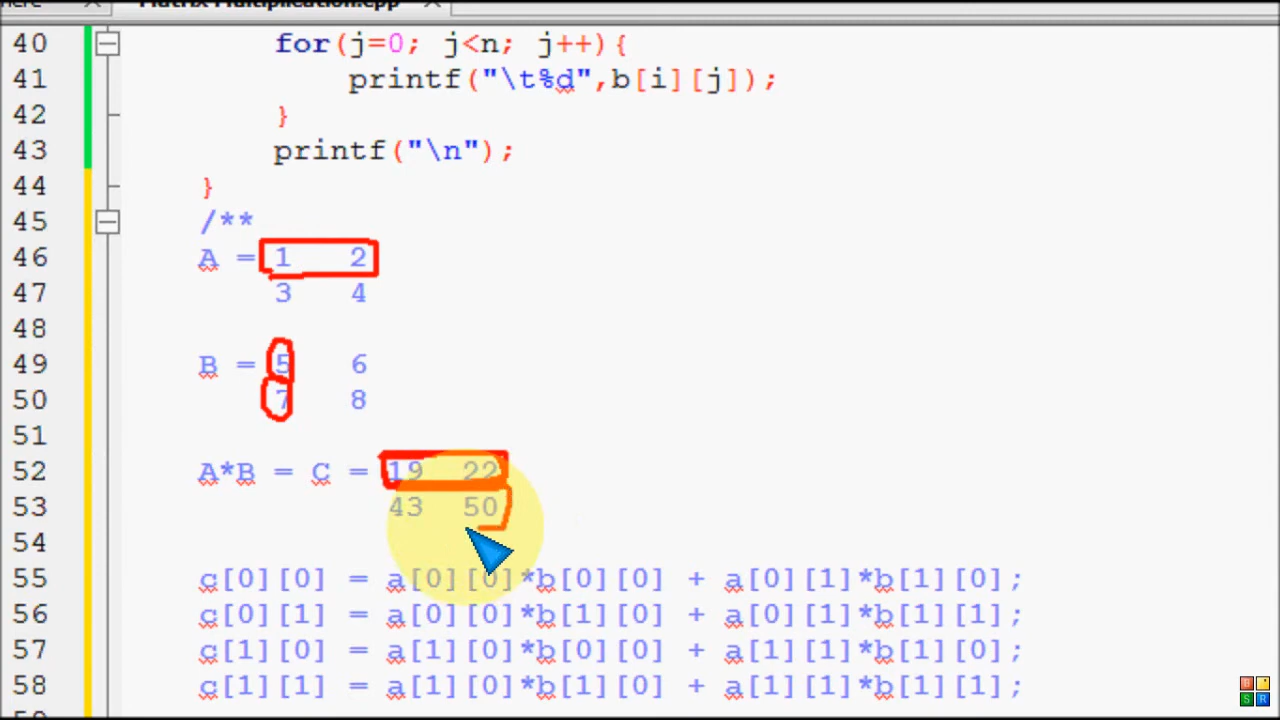 Matrix Multiplication.cpp
40 for(j=0; j<n; j++){
41 printf("\t%d",b[i][j]);
42 }
43 printf("\n");
44 }
45 /**
46 A = 1 2
47 3 4
48
49 B = 5 6
50 7 8
51
52 A*B = C = 19 22
53 43 50
54
55 c[0][0] = a[0][0]*b[0][0] + a[0][1]*b[1][0];
56 c[0][1] = a[0][0]*b[1][0] + a[0][1]*b[1][1];
57 c[1][0] = a[1][0]*b[0][0] + a[1][1]*b[1][0];
58 c[1][1] = a[1][0]*b[1][0] + a[1][1]*b[1][1];